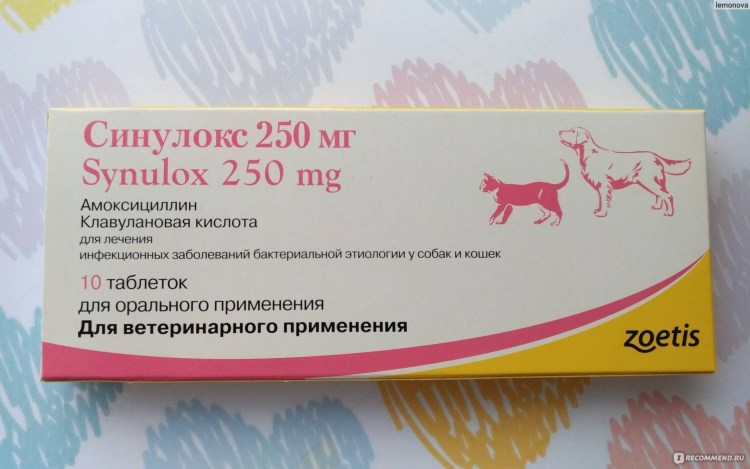 lemonova
Синулокс 250 мг
Synulox 250 mg
Амоксициллин
Клавулановая кислота
для лечения
инфекционных заболеваний бактериальной этиологии у собак и кошек
10 таблеток
для орального применения
Для ветеринарного применения
zoetis
IRECOMMEND.RU